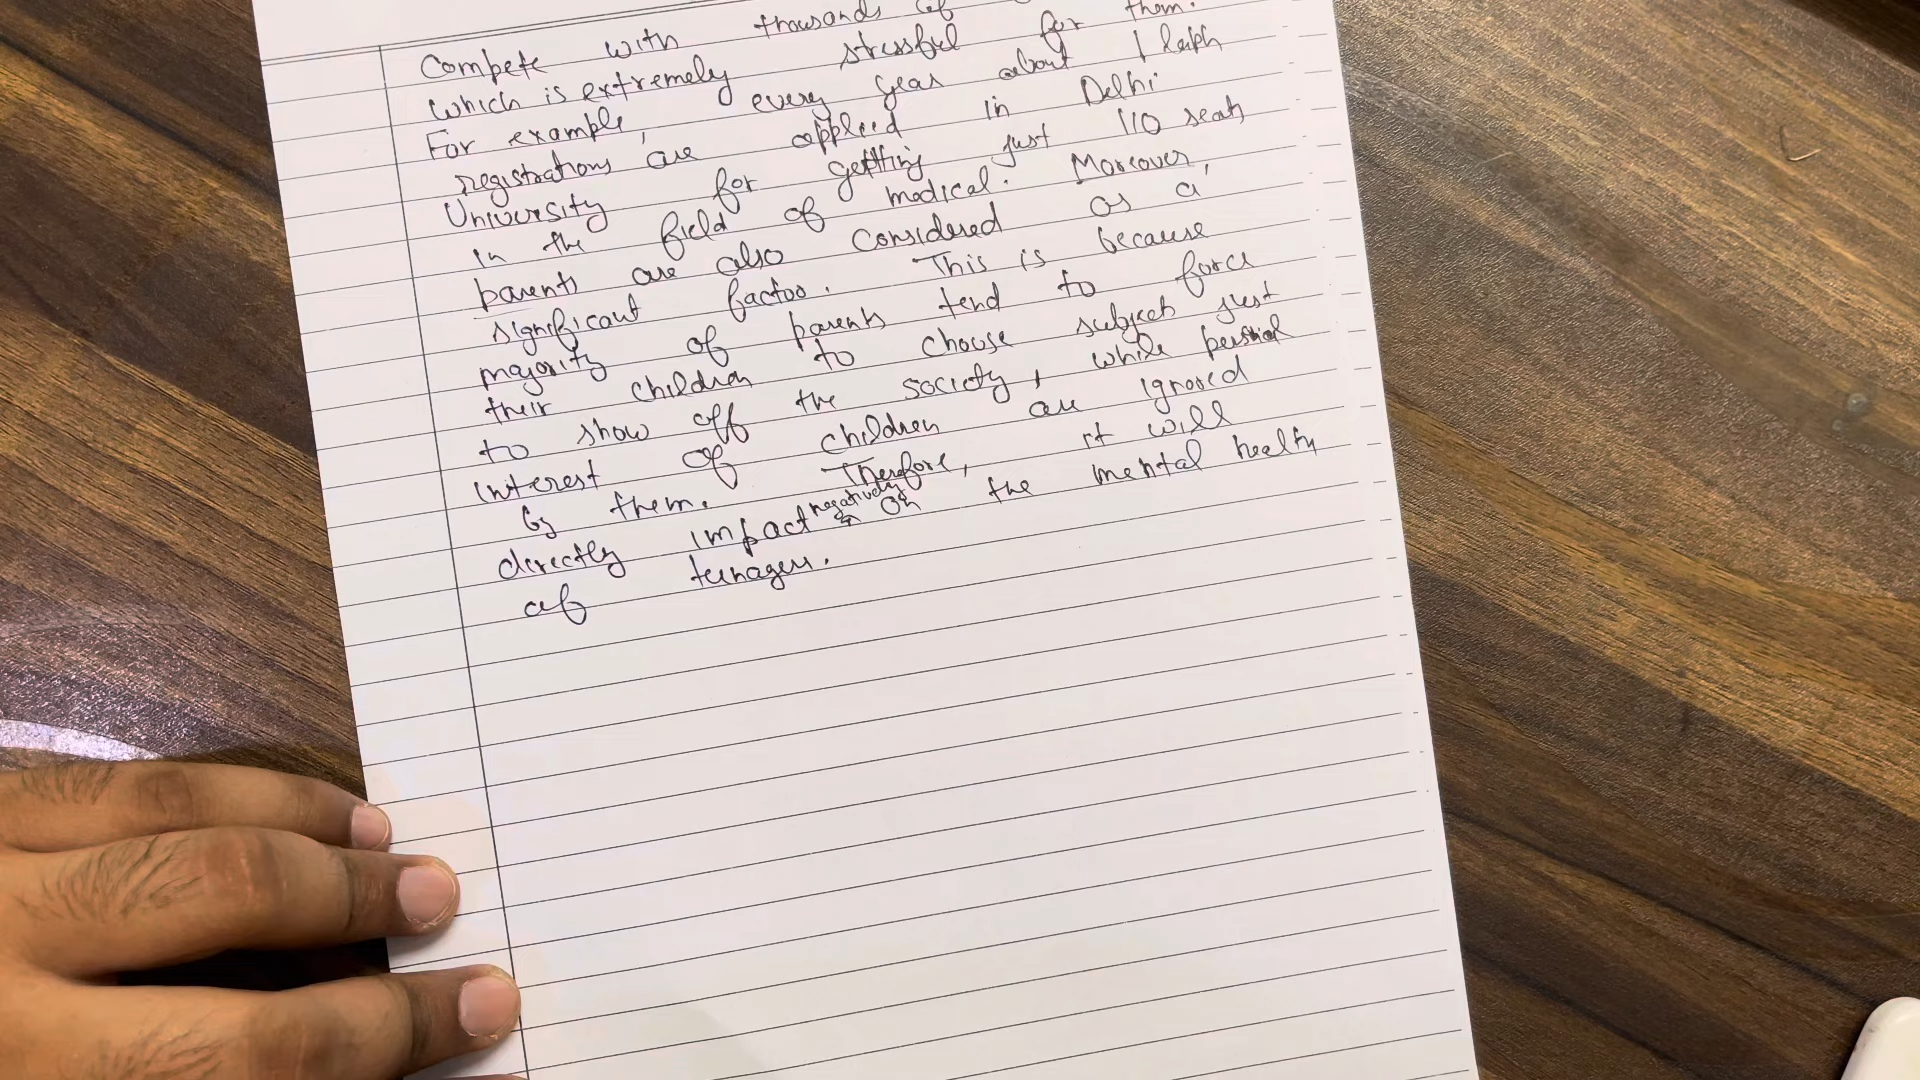 Compete with thousands of
which is extremely stressful for them.
For example, every year about 1 lakh
registrations are applied in Delhi
University for getting just 110 seats
in the field of medical. Moreover,
parents are also considered as a
significant factor. This is because
majority of parents tend to force
their children to choose subjects just
to show off the society, while personal
interest of children are ignored
by them. Therefore, it will
directly impact negatively on the mental health
of teenagers.